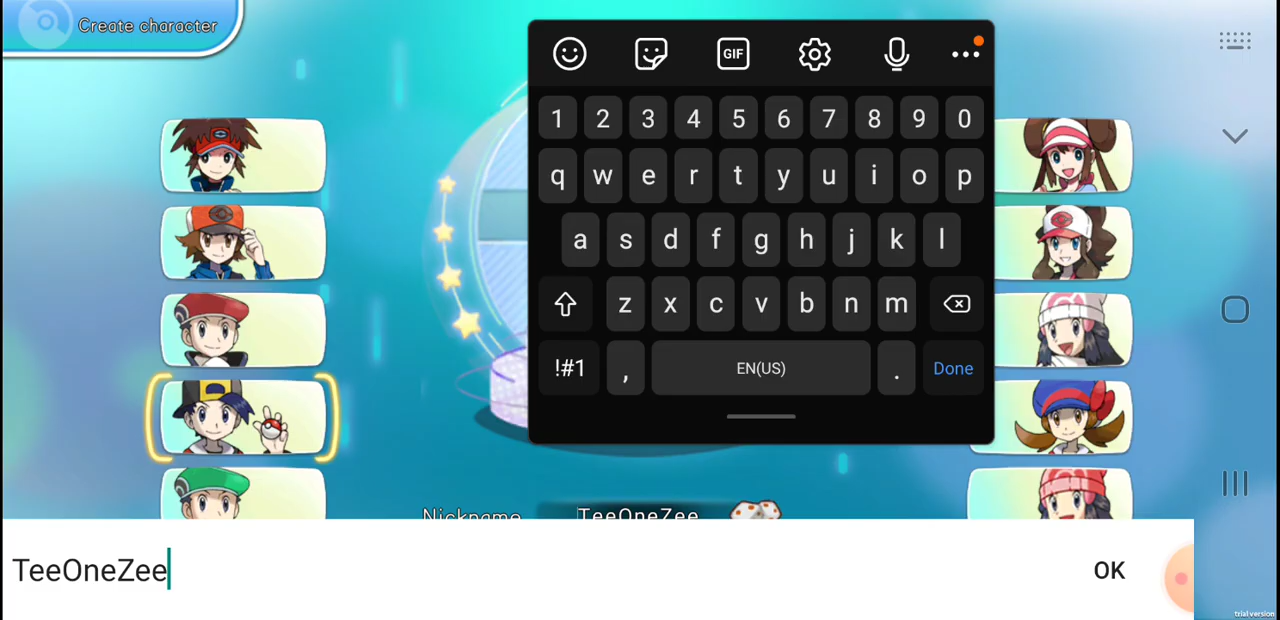 Create character
GIF
1 2 3 4 5 6 7 8 9 0
q w e r t y u i o p
a s d f g h j k l
z x c v b n m
!#1 , EN(US) . Done
Nickname TeeOneZee
TeeOneZee OK
trial version